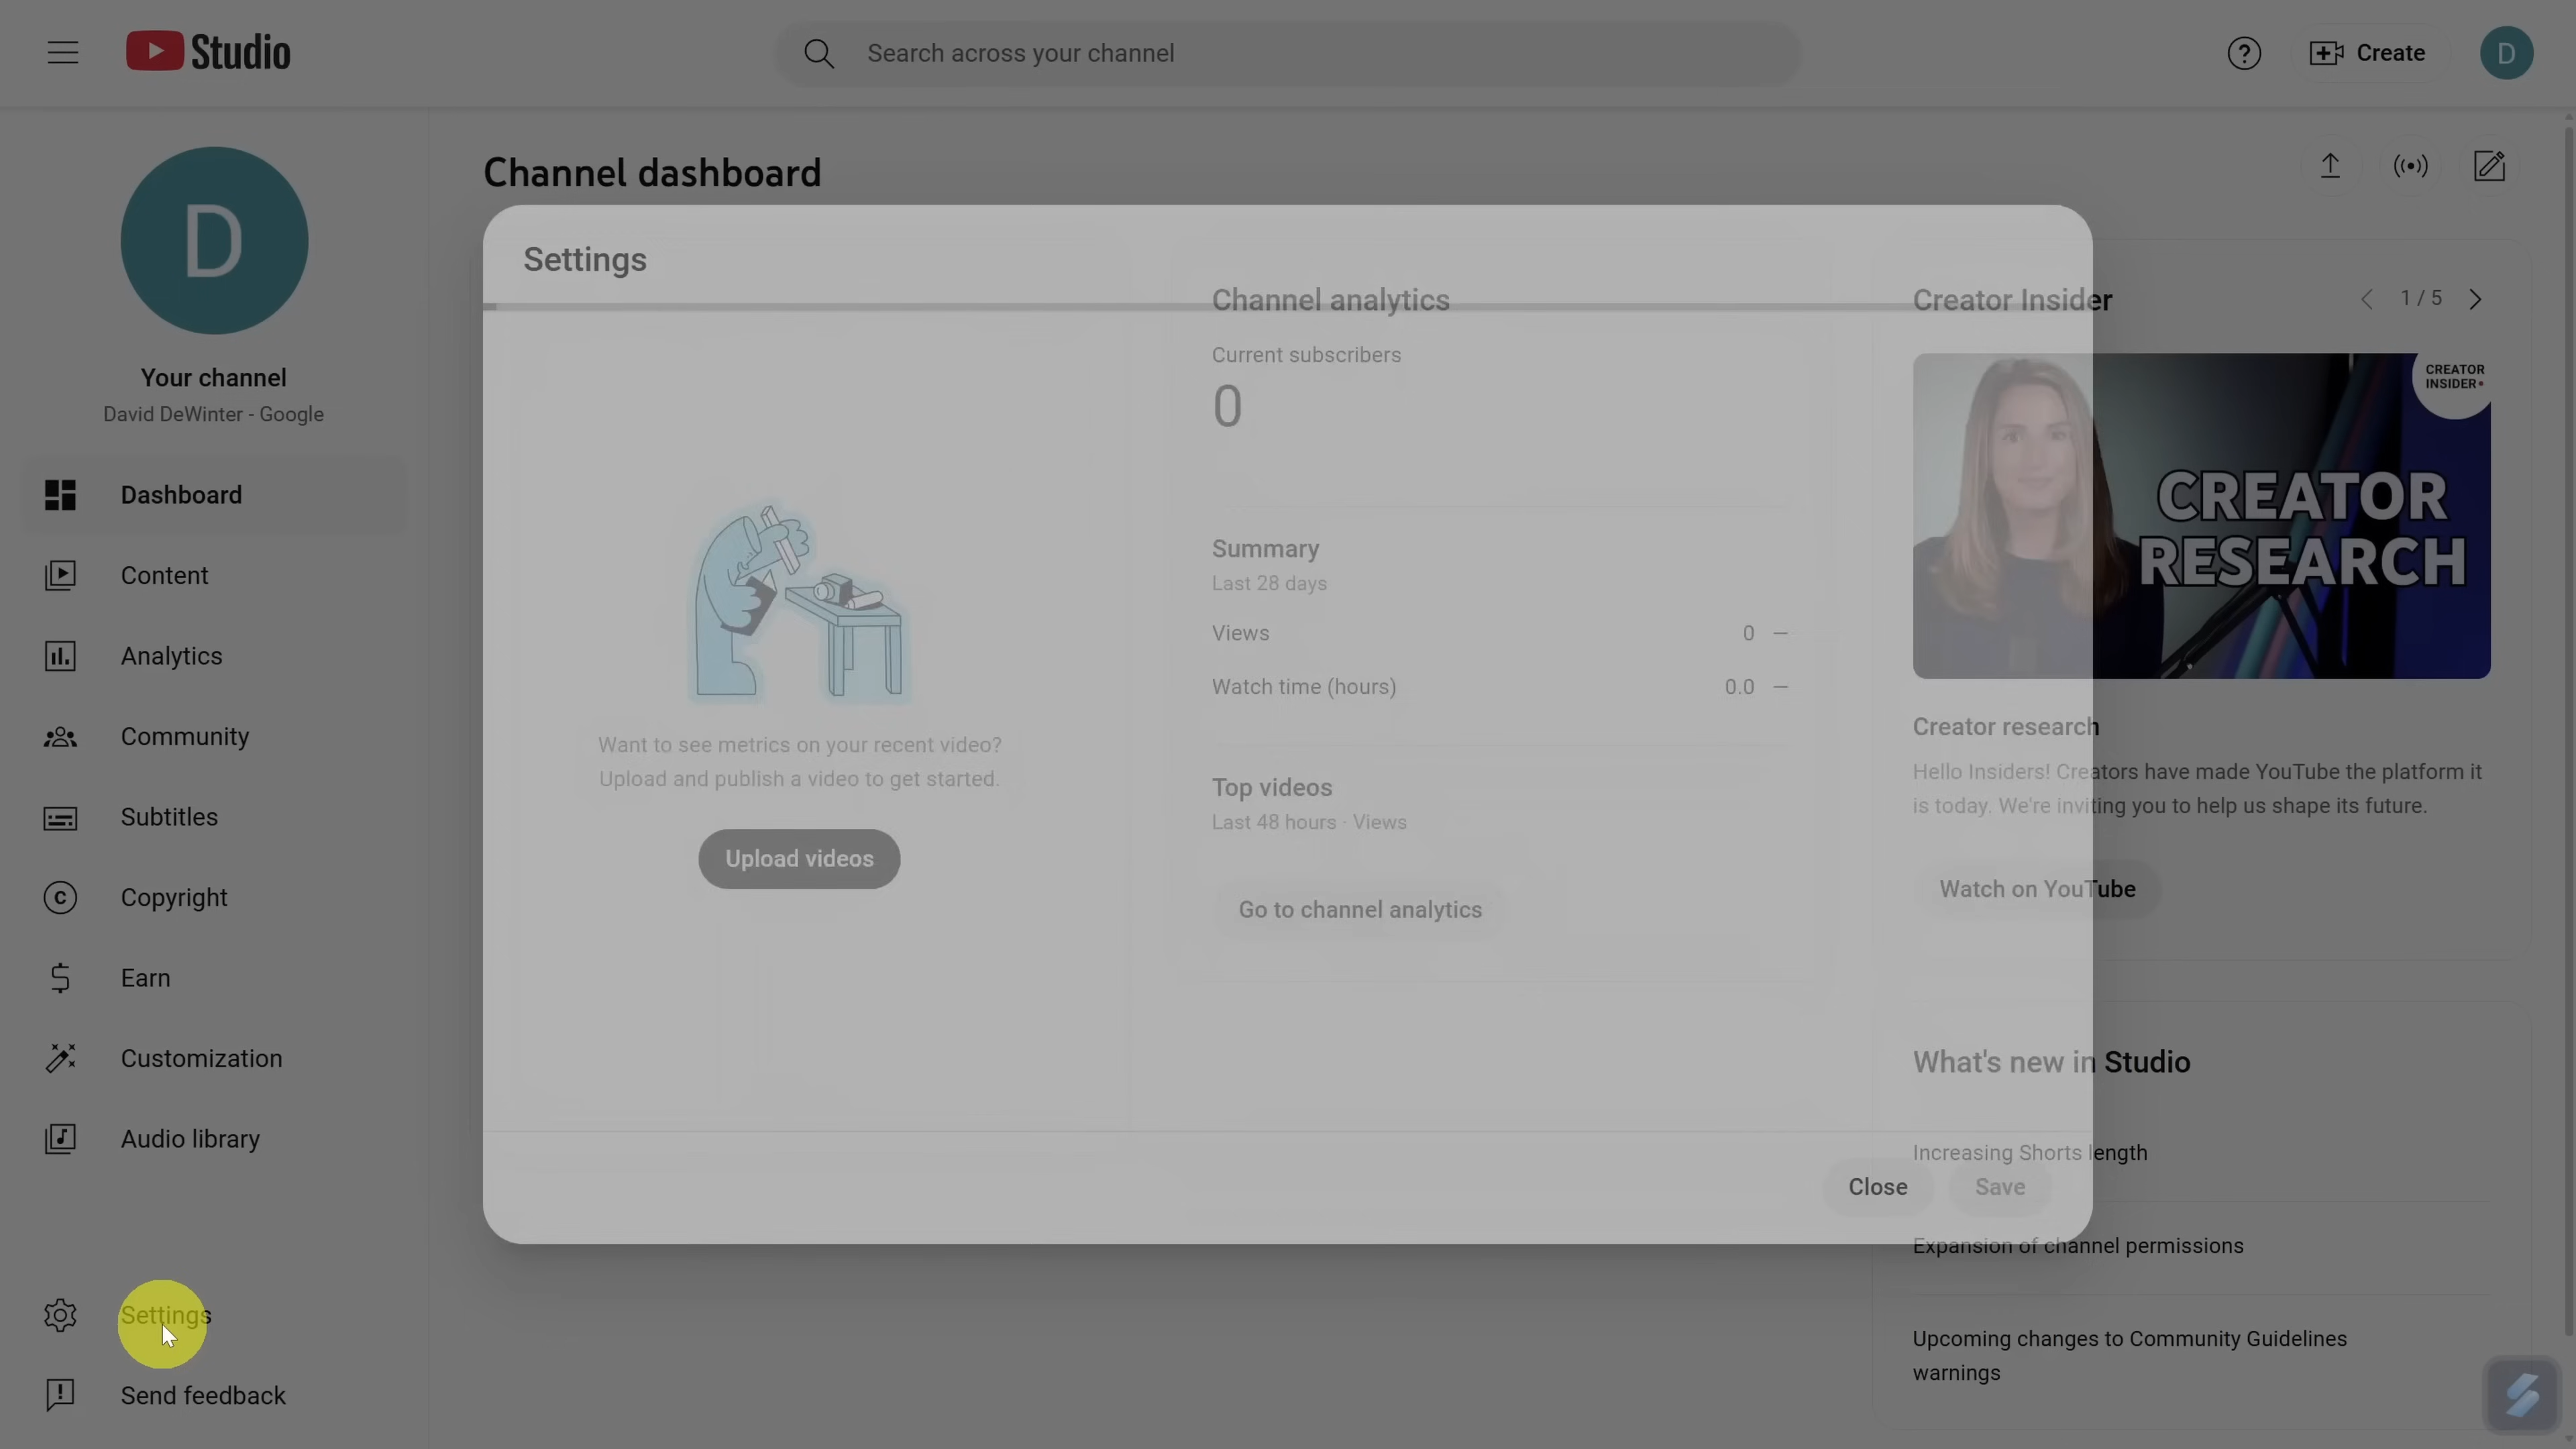 Studio
Search across your channel
Create
D
D
Your channel
David DeWinter - Google
Dashboard
Content
Analytics
Community
Subtitles
Copyright
Earn
Customization
Audio library
Settings
Send feedback
Channel dashboard
Settings
Want to see metrics on your recent video?
Upload and publish a video to get started.
Upload videos
Channel analytics
Current subscribers
0
Summary
Last 28 days
Views 0 —
Watch time (hours) 0.0 —
Top videos
Last 48 hours · Views
Go to channel analytics
Creator Insider
1 / 5
CREATOR
INSIDER
CREATOR
RESEARCH
Creator research
Hello Insiders! Creators have made YouTube the platform it
is today. We're inviting you to help us shape its future.
Watch on YouTube
What's new in Studio
Increasing Shorts length
Close
Save
Expansion of channel permissions
Upcoming changes to Community Guidelines
warnings